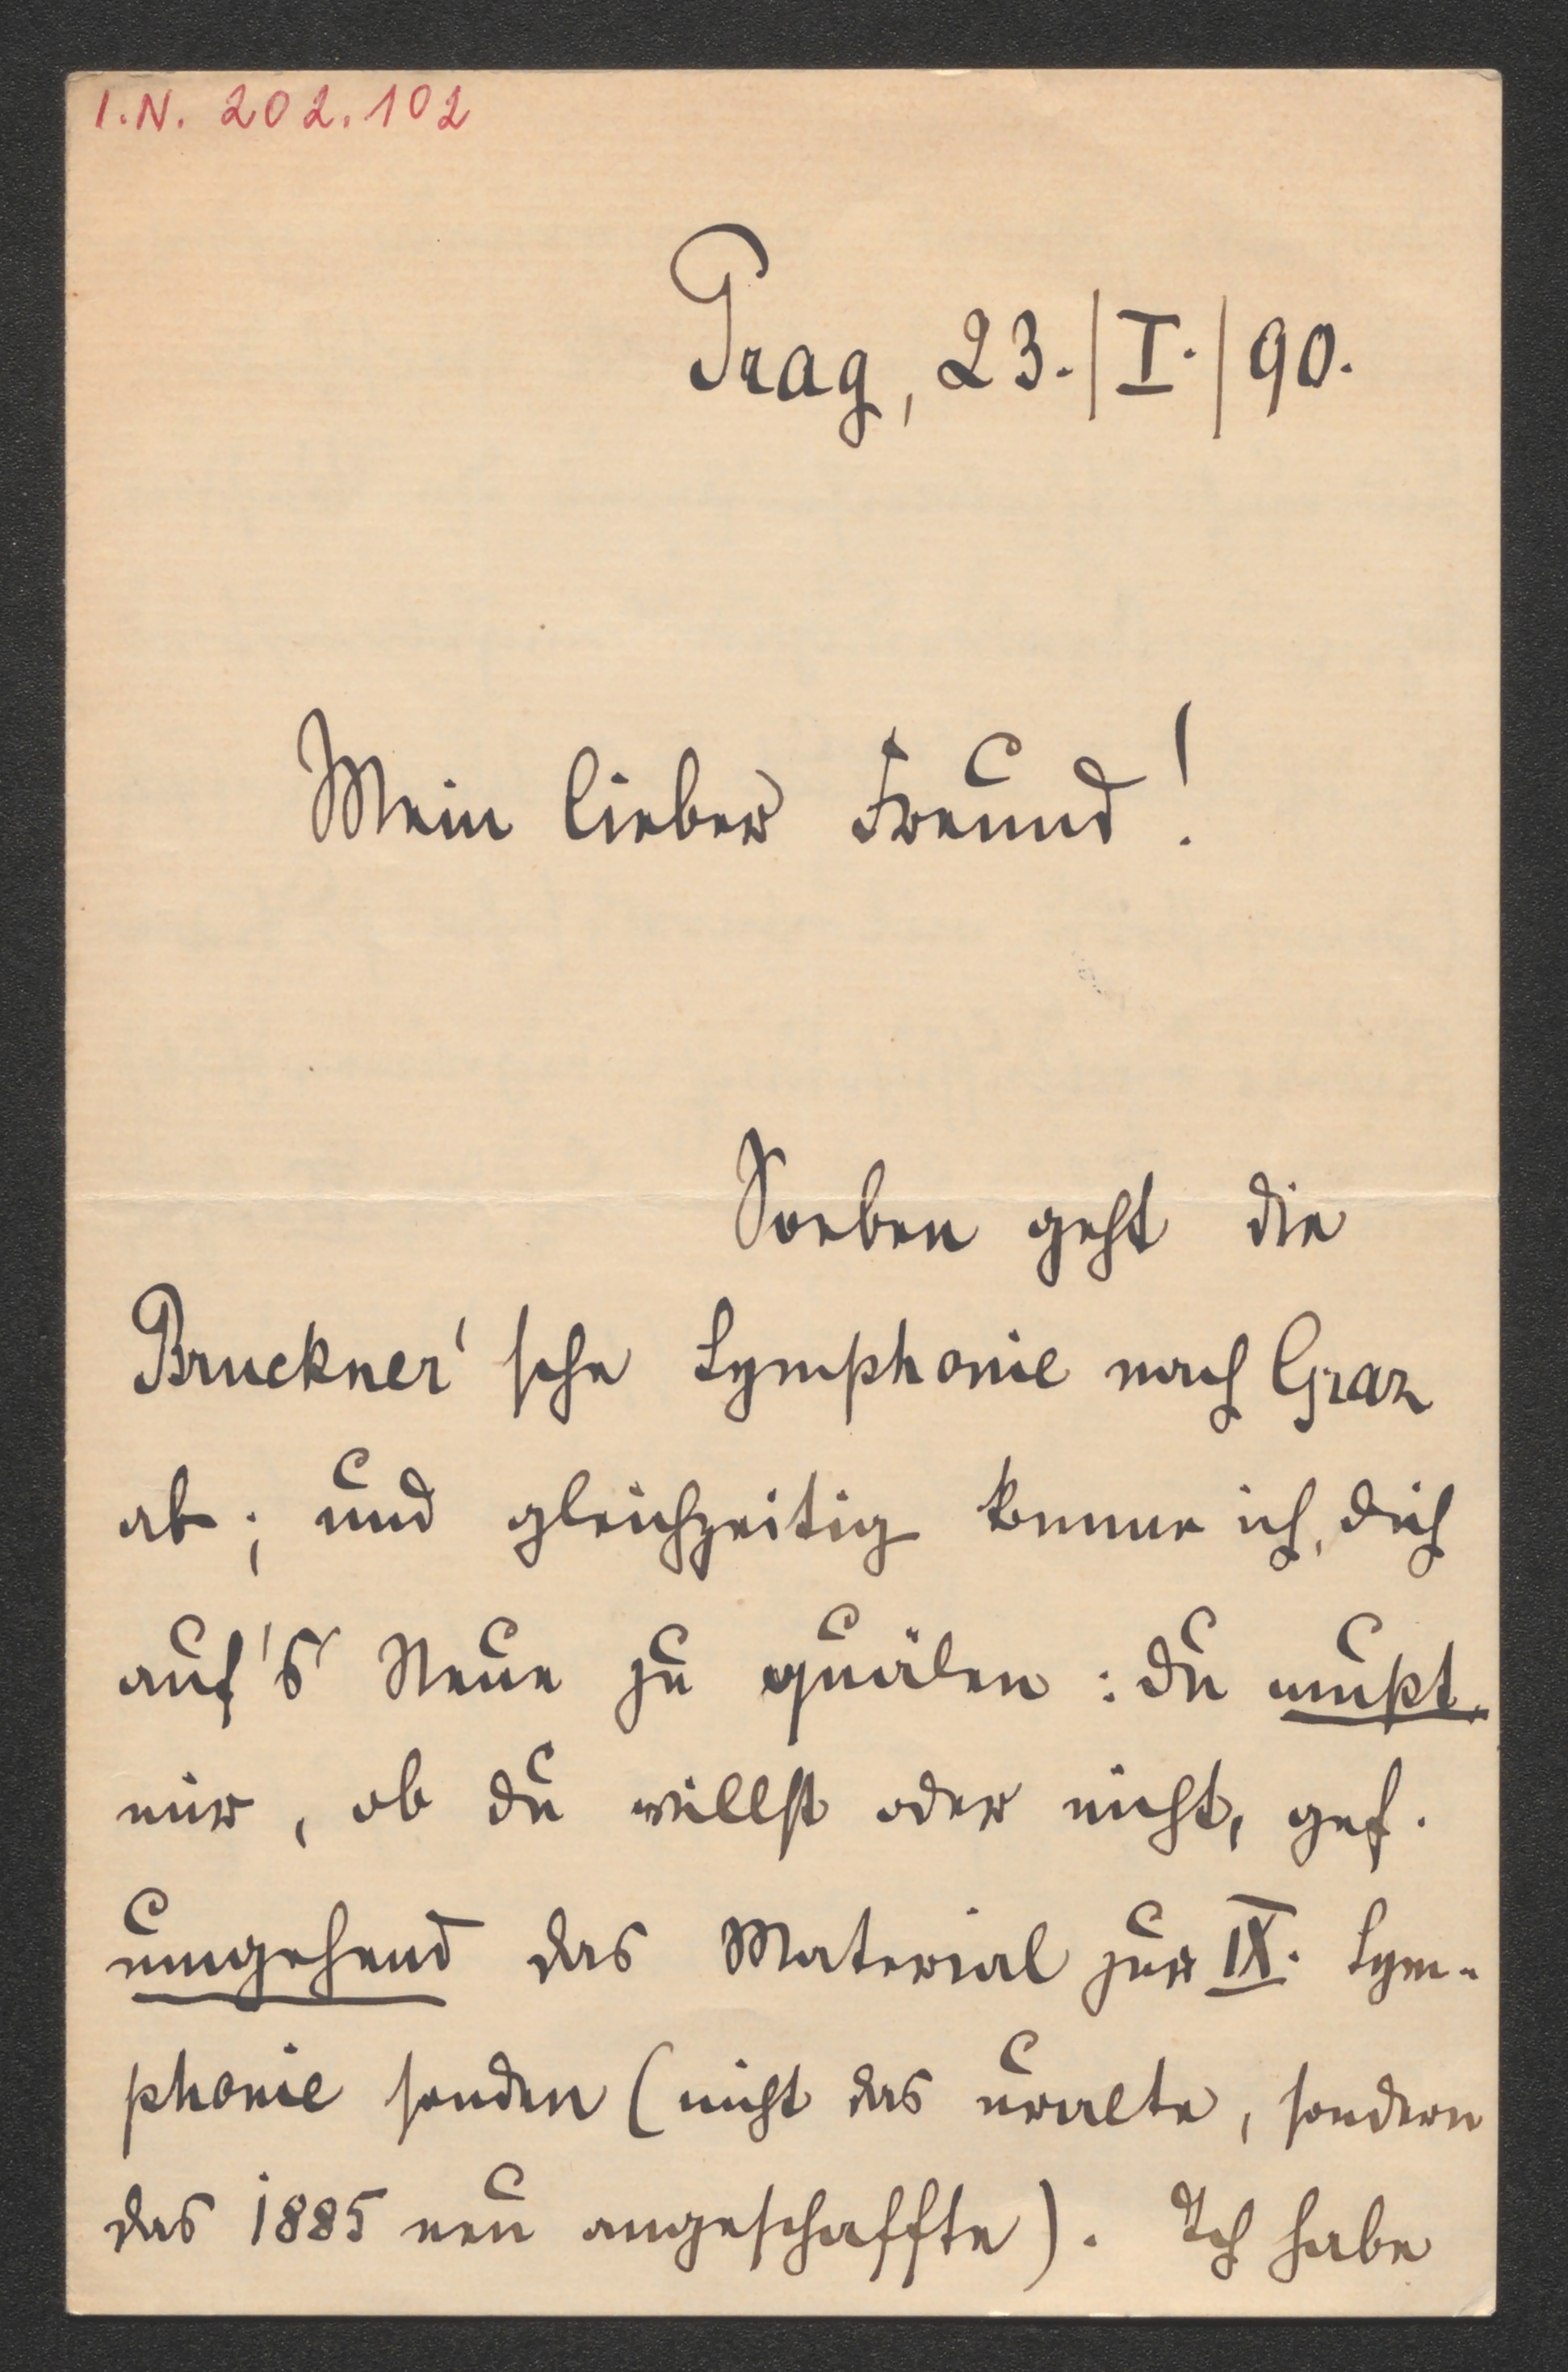 I.N. 202.102
Prag, 23./I./90.
Mein lieber Freund!
Soeben geht die
Bruckner'sche Symphonie nach Graz
ab; und gleichzeitig komme ich, dich
auf's Neue zu quälen: du mußt
mir, ob du willst oder nicht, gef.
umgehend das Material zur IX. Sym-
phonie senden (nicht das uralte, sondern
das 1885 neu angeschaffte). Ich habe